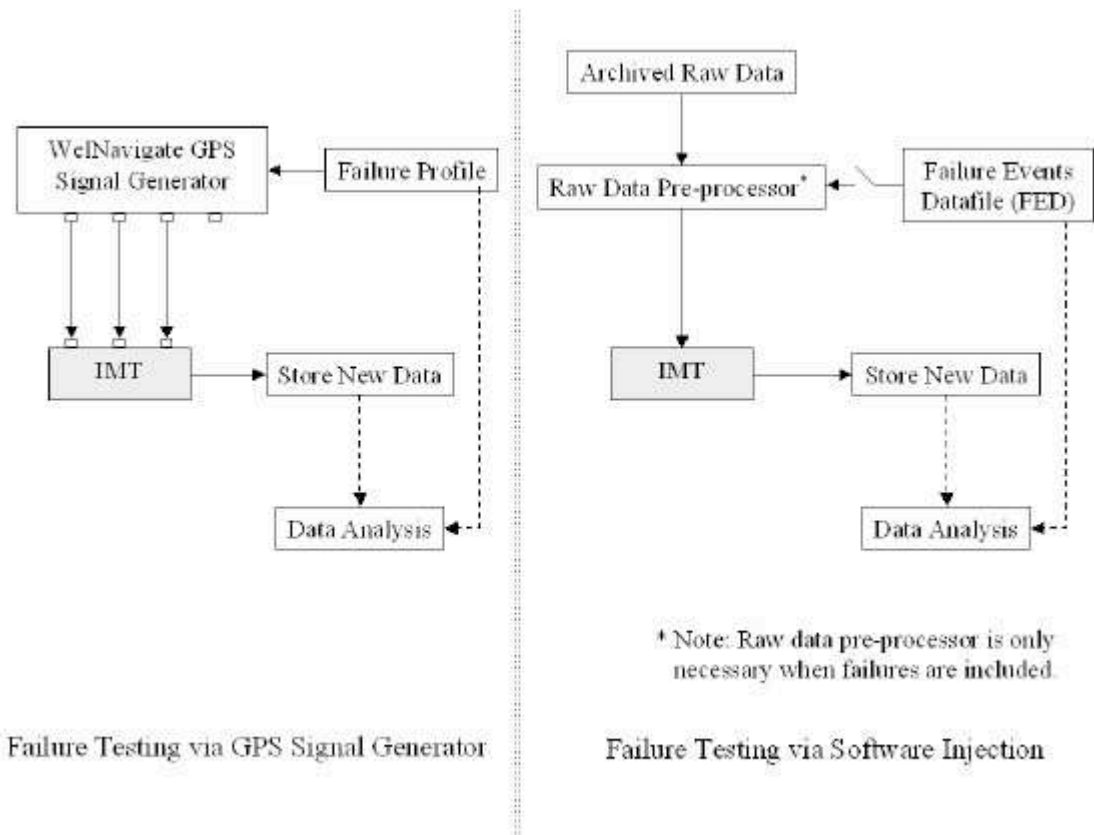 WelNavigate GPS
Signal Generator
Failure Profile
IMT
Store New Data
Data Analysis
Failure Testing via GPS Signal Generator
Archived Raw Data
Raw Data Pre-processor*
Failure Events
Datafile (FED)
IMT
Store New Data
Data Analysis
* Note: Raw data pre-processor is only
necessary when failures are included.
Failure Testing via Software Injection